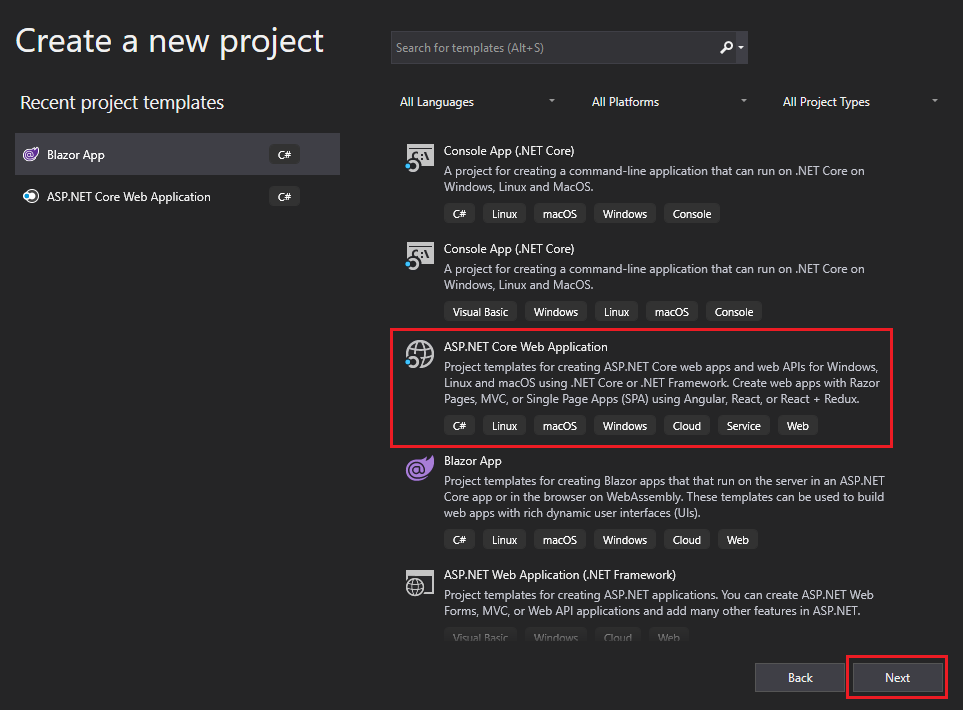 Create a new project
Search for templates (Alt+S)
Recent project templates
All Languages
All Platforms
All Project Types
Blazor App
C#
ASP.NET Core Web Application
C#
Console App (.NET Core)
A project for creating a command-line application that can run on .NET Core on
Windows, Linux and MacOS.
C# Linux macOS Windows Console
Console App (.NET Core)
A project for creating a command-line application that can run on .NET Core on
Windows, Linux and MacOS.
Visual Basic Windows Linux macOS Console
ASP.NET Core Web Application
Project templates for creating ASP.NET Core web apps and web APIs for Windows,
Linux and macOS using .NET Core or .NET Framework. Create web apps with Razor
Pages, MVC, or Single Page Apps (SPA) using Angular, React, or React + Redux.
C# Linux macOS Windows Cloud Service Web
Blazor App
Project templates for creating Blazor apps that that run on the server in an ASP.NET
Core app or in the browser on WebAssembly. These templates can be used to build
web apps with rich dynamic user interfaces (UIs).
C# Linux macOS Windows Cloud Web
ASP.NET Web Application (.NET Framework)
Project templates for creating ASP.NET applications. You can create ASP.NET Web
Forms, MVC, or Web API applications and add many other features in ASP.NET.
Visual Basic Windows Cloud Web
Back
Next